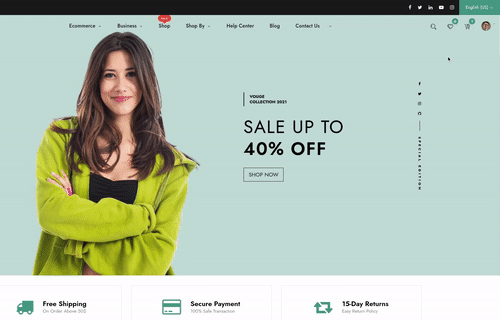 English (US)
Ecommerce Business Shop Shop By Help Center Blog Contact Us
SALE
VOUGE
COLLECTION 2021
SALE UP TO
40% OFF
SHOP NOW
SPECIAL EDITION
Free Shipping
On Order Above 50$
Secure Payment
100% Safe Transaction
15-Day Returns
Easy Return Policy